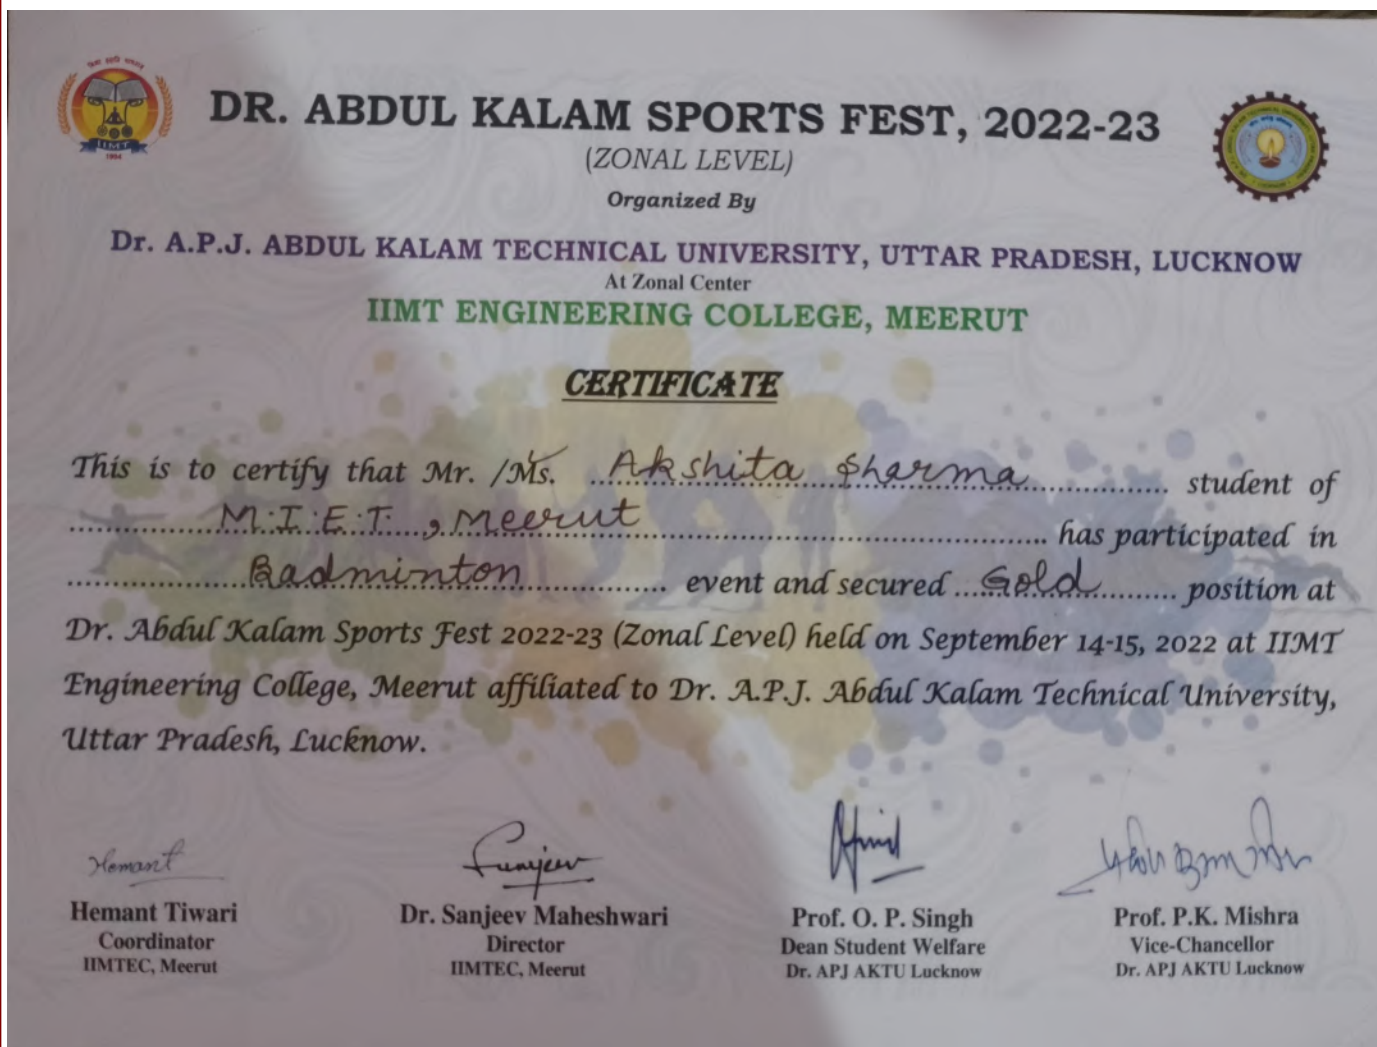 IIMT
1994
DR. ABDUL KALAM SPORTS FEST, 2022-23
(ZONAL LEVEL)
Organized By
Dr. A.P.J. ABDUL KALAM TECHNICAL UNIVERSITY, UTTAR PRADESH, LUCKNOW
At Zonal Center
IIMT ENGINEERING COLLEGE, MEERUT
CERTIFICATE
This is to certify that Mr. /Ms. Akshita Sharma student of
M.I.E.T., Meerut has participated in
Badminton event and secured Gold position at
Dr. Abdul Kalam Sports Fest 2022-23 (Zonal Level) held on September 14-15, 2022 at IIMT
Engineering College, Meerut affiliated to Dr. A.P.J. Abdul Kalam Technical University,
Uttar Pradesh, Lucknow.
Hemant
Hemant Tiwari Dr. Sanjeev Maheshwari Prof. O. P. Singh Prof. P.K. Mishra
Coordinator Director Dean Student Welfare Vice-Chancellor
IIMTEC, Meerut IIMTEC, Meerut Dr. APJ AKTU Lucknow Dr. APJ AKTU Lucknow